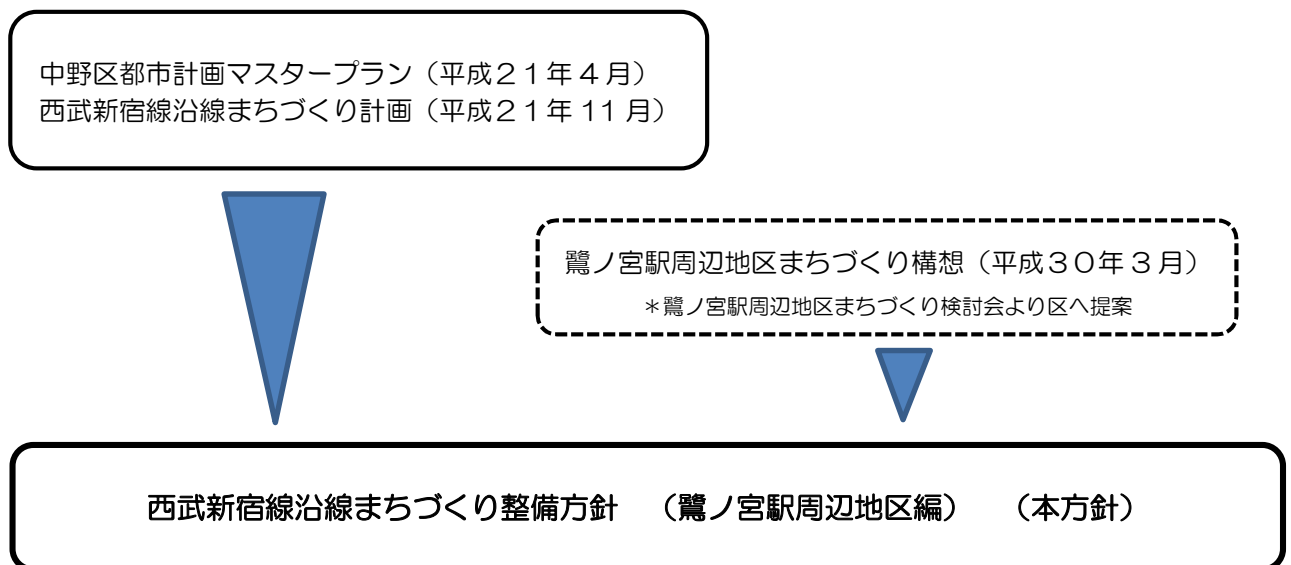 中野区都市計画マスタープラン（平成２１年４月）
西武新宿線沿線まちづくり計画（平成２１年 11 月）
鷺ノ宮駅周辺地区まちづくり構想（平成３０年３月）
＊鷺ノ宮駅周辺地区まちづくり検討会より区へ提案
西武新宿線沿線まちづくり整備方針　（鷺ノ宮駅周辺地区編）　（本方針）